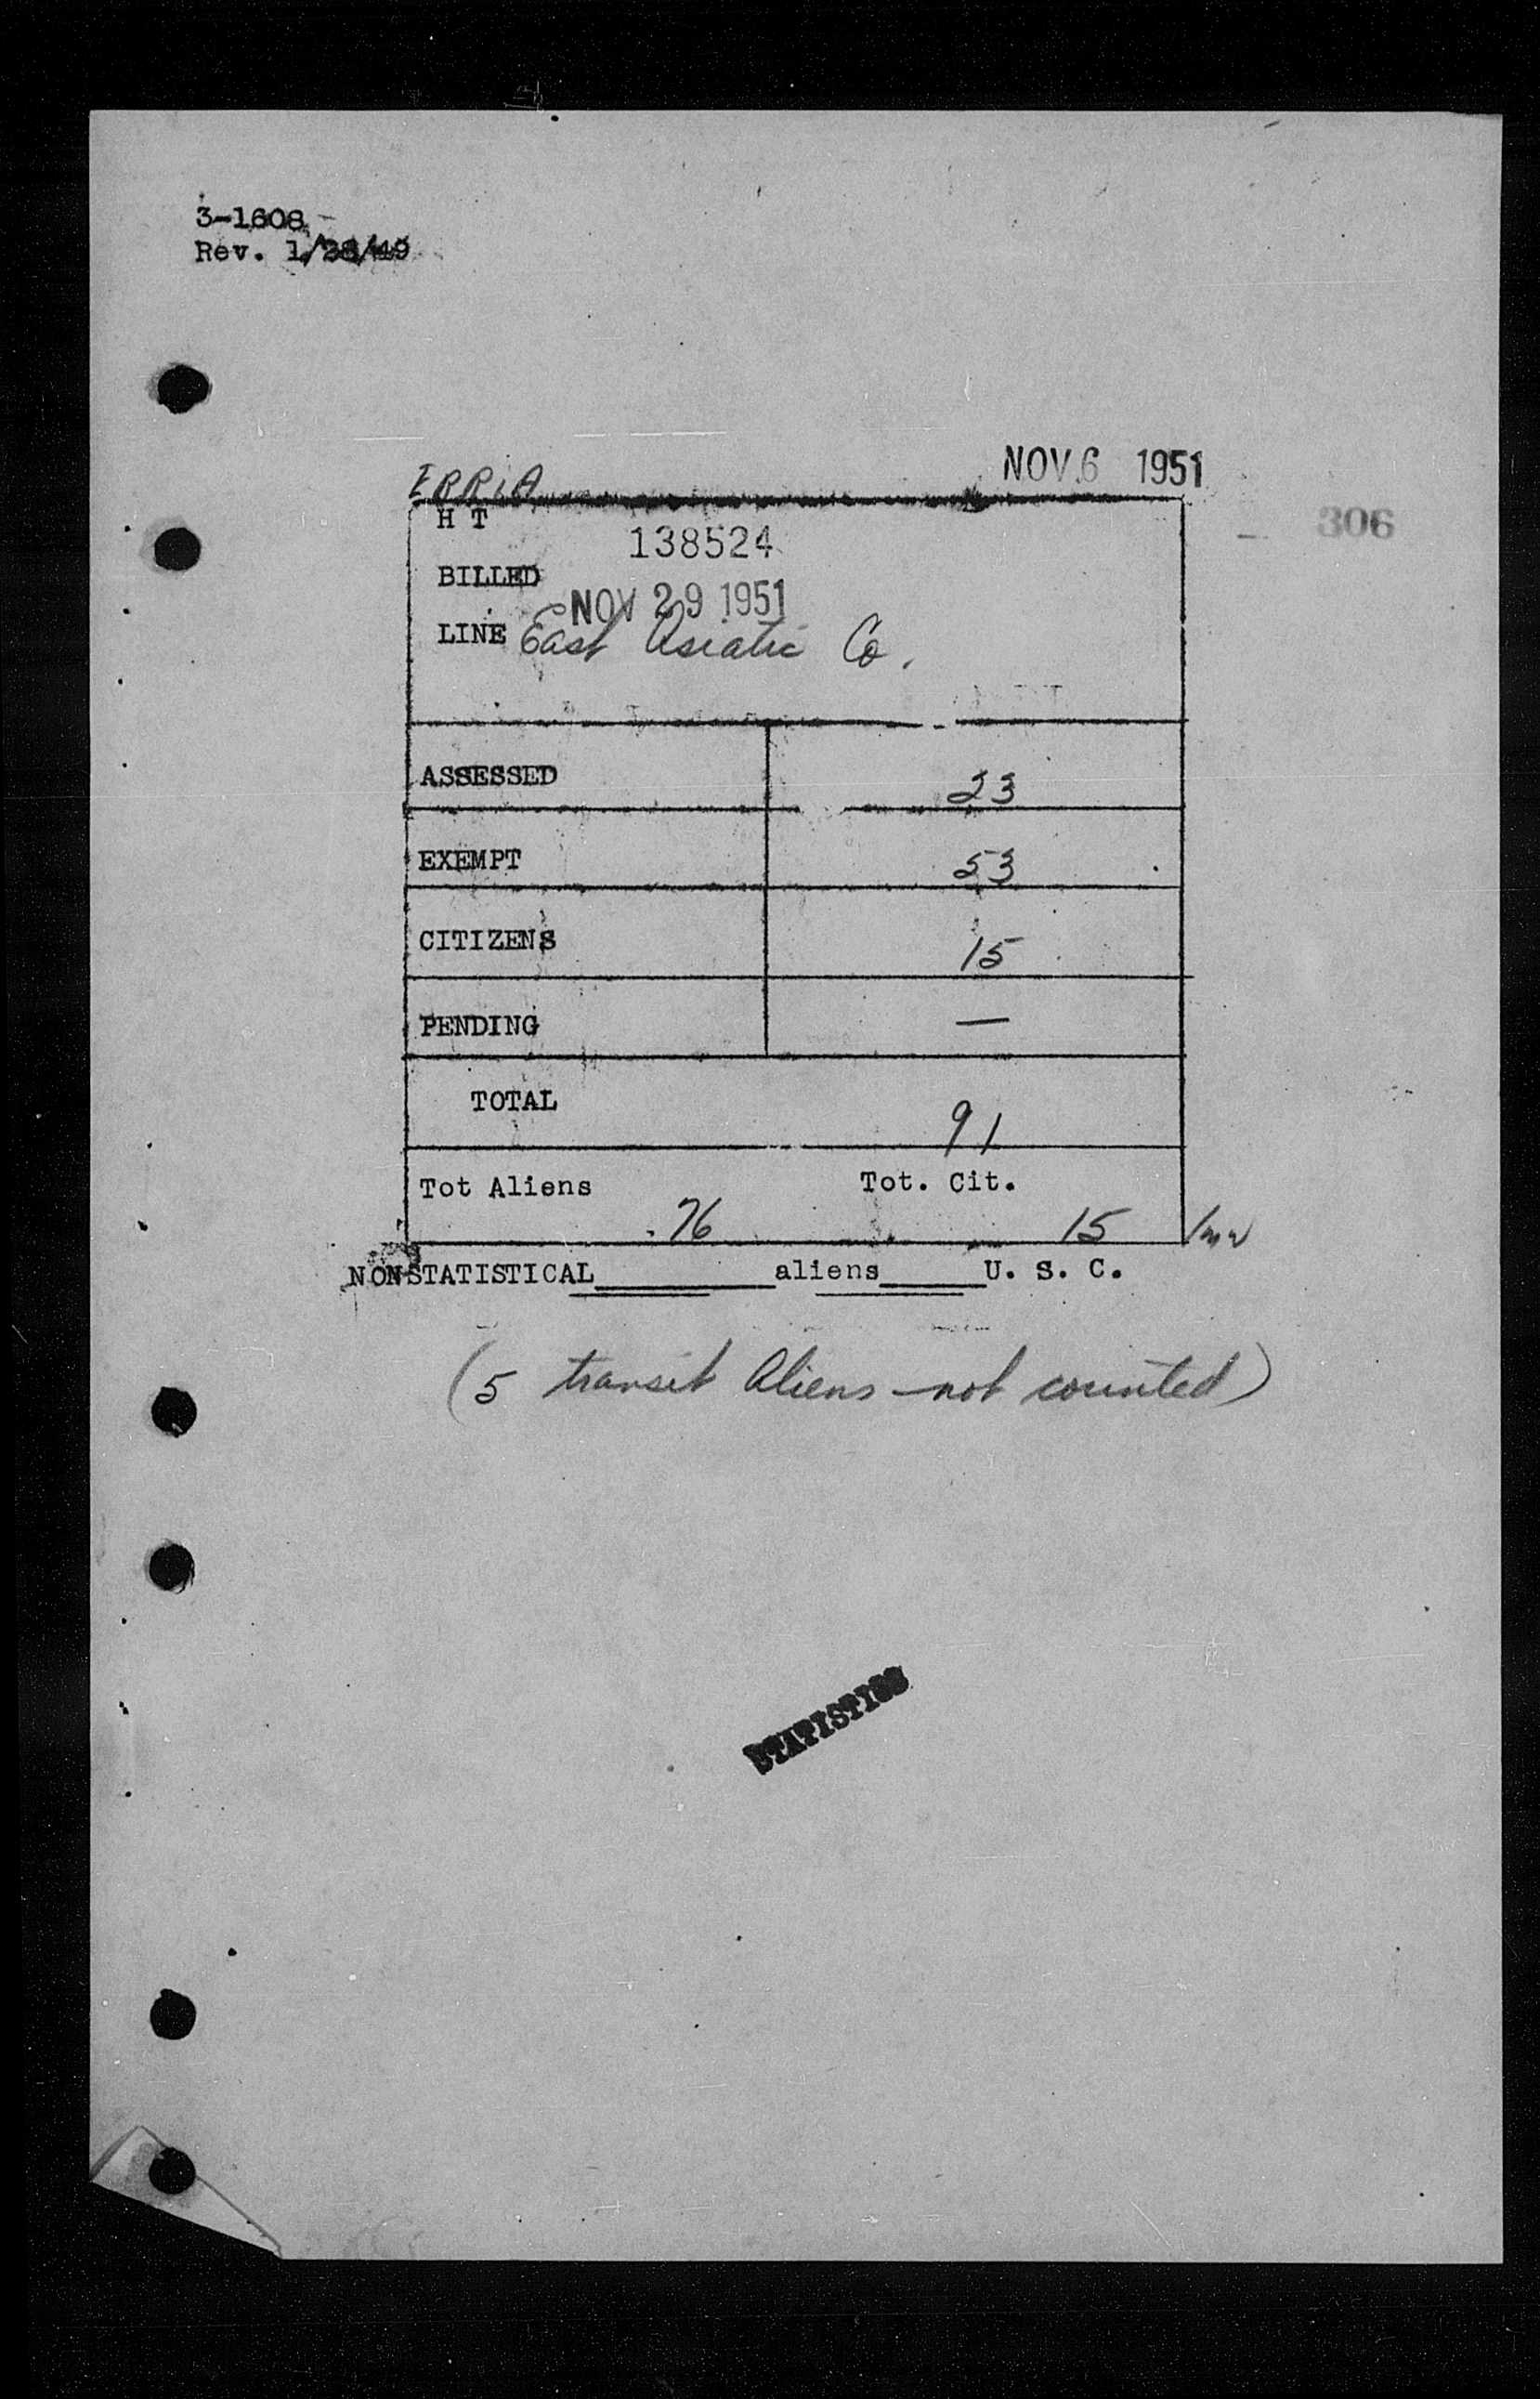 3-1608
Rev. 1/28/49
ERRIA NOV. 6 1951
306
H T 138524
BILLED NOV 29 1951
LINE East Asiatic Co.
ASSESSED 23
EXEMPT 53
CITIZENS 15
PENDING —
TOTAL 91
Tot Aliens Tot. Cit.
76 15
NONSTATISTICAL__________aliens______U. S. C.
(5 transit Aliens - not counted)
STATISTICS